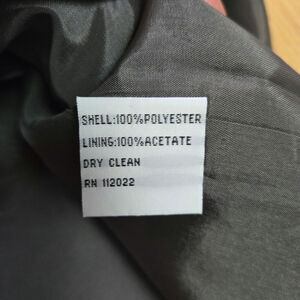 SHELL:100%POLYESTER
LINING:100%ACETATE
DRY CLEAN
RN 112022